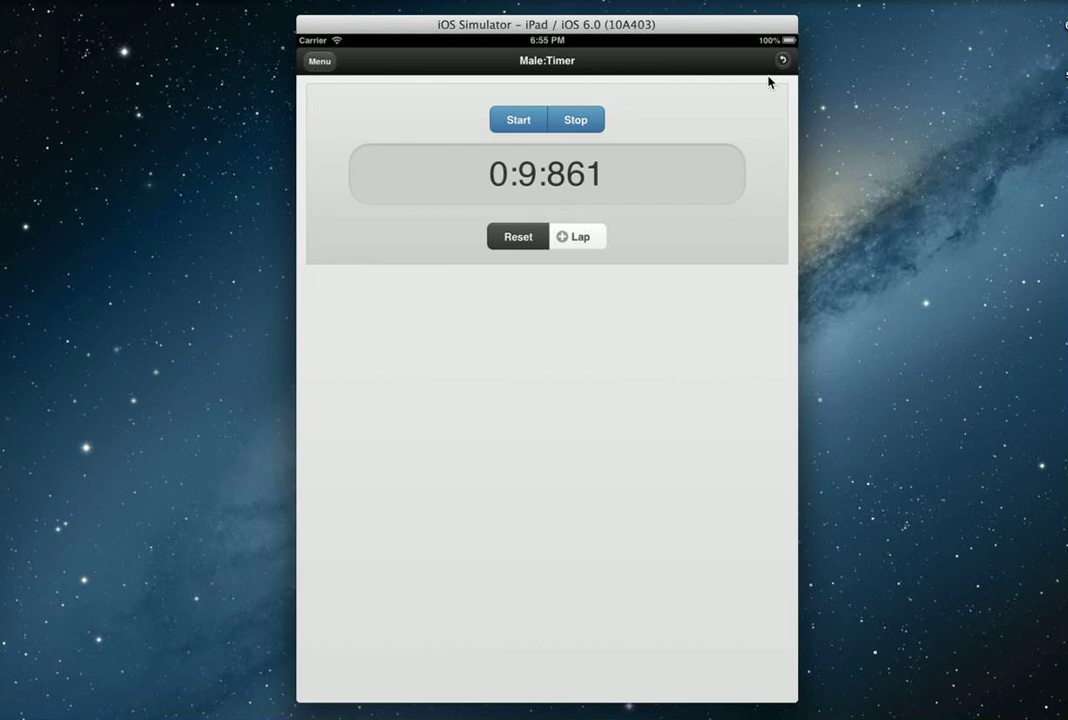 iOS Simulator – iPad / iOS 6.0 (10A403)
Carrier 6:55 PM 100%
Menu Male:Timer
Start Stop
0:9:861
Reset Lap